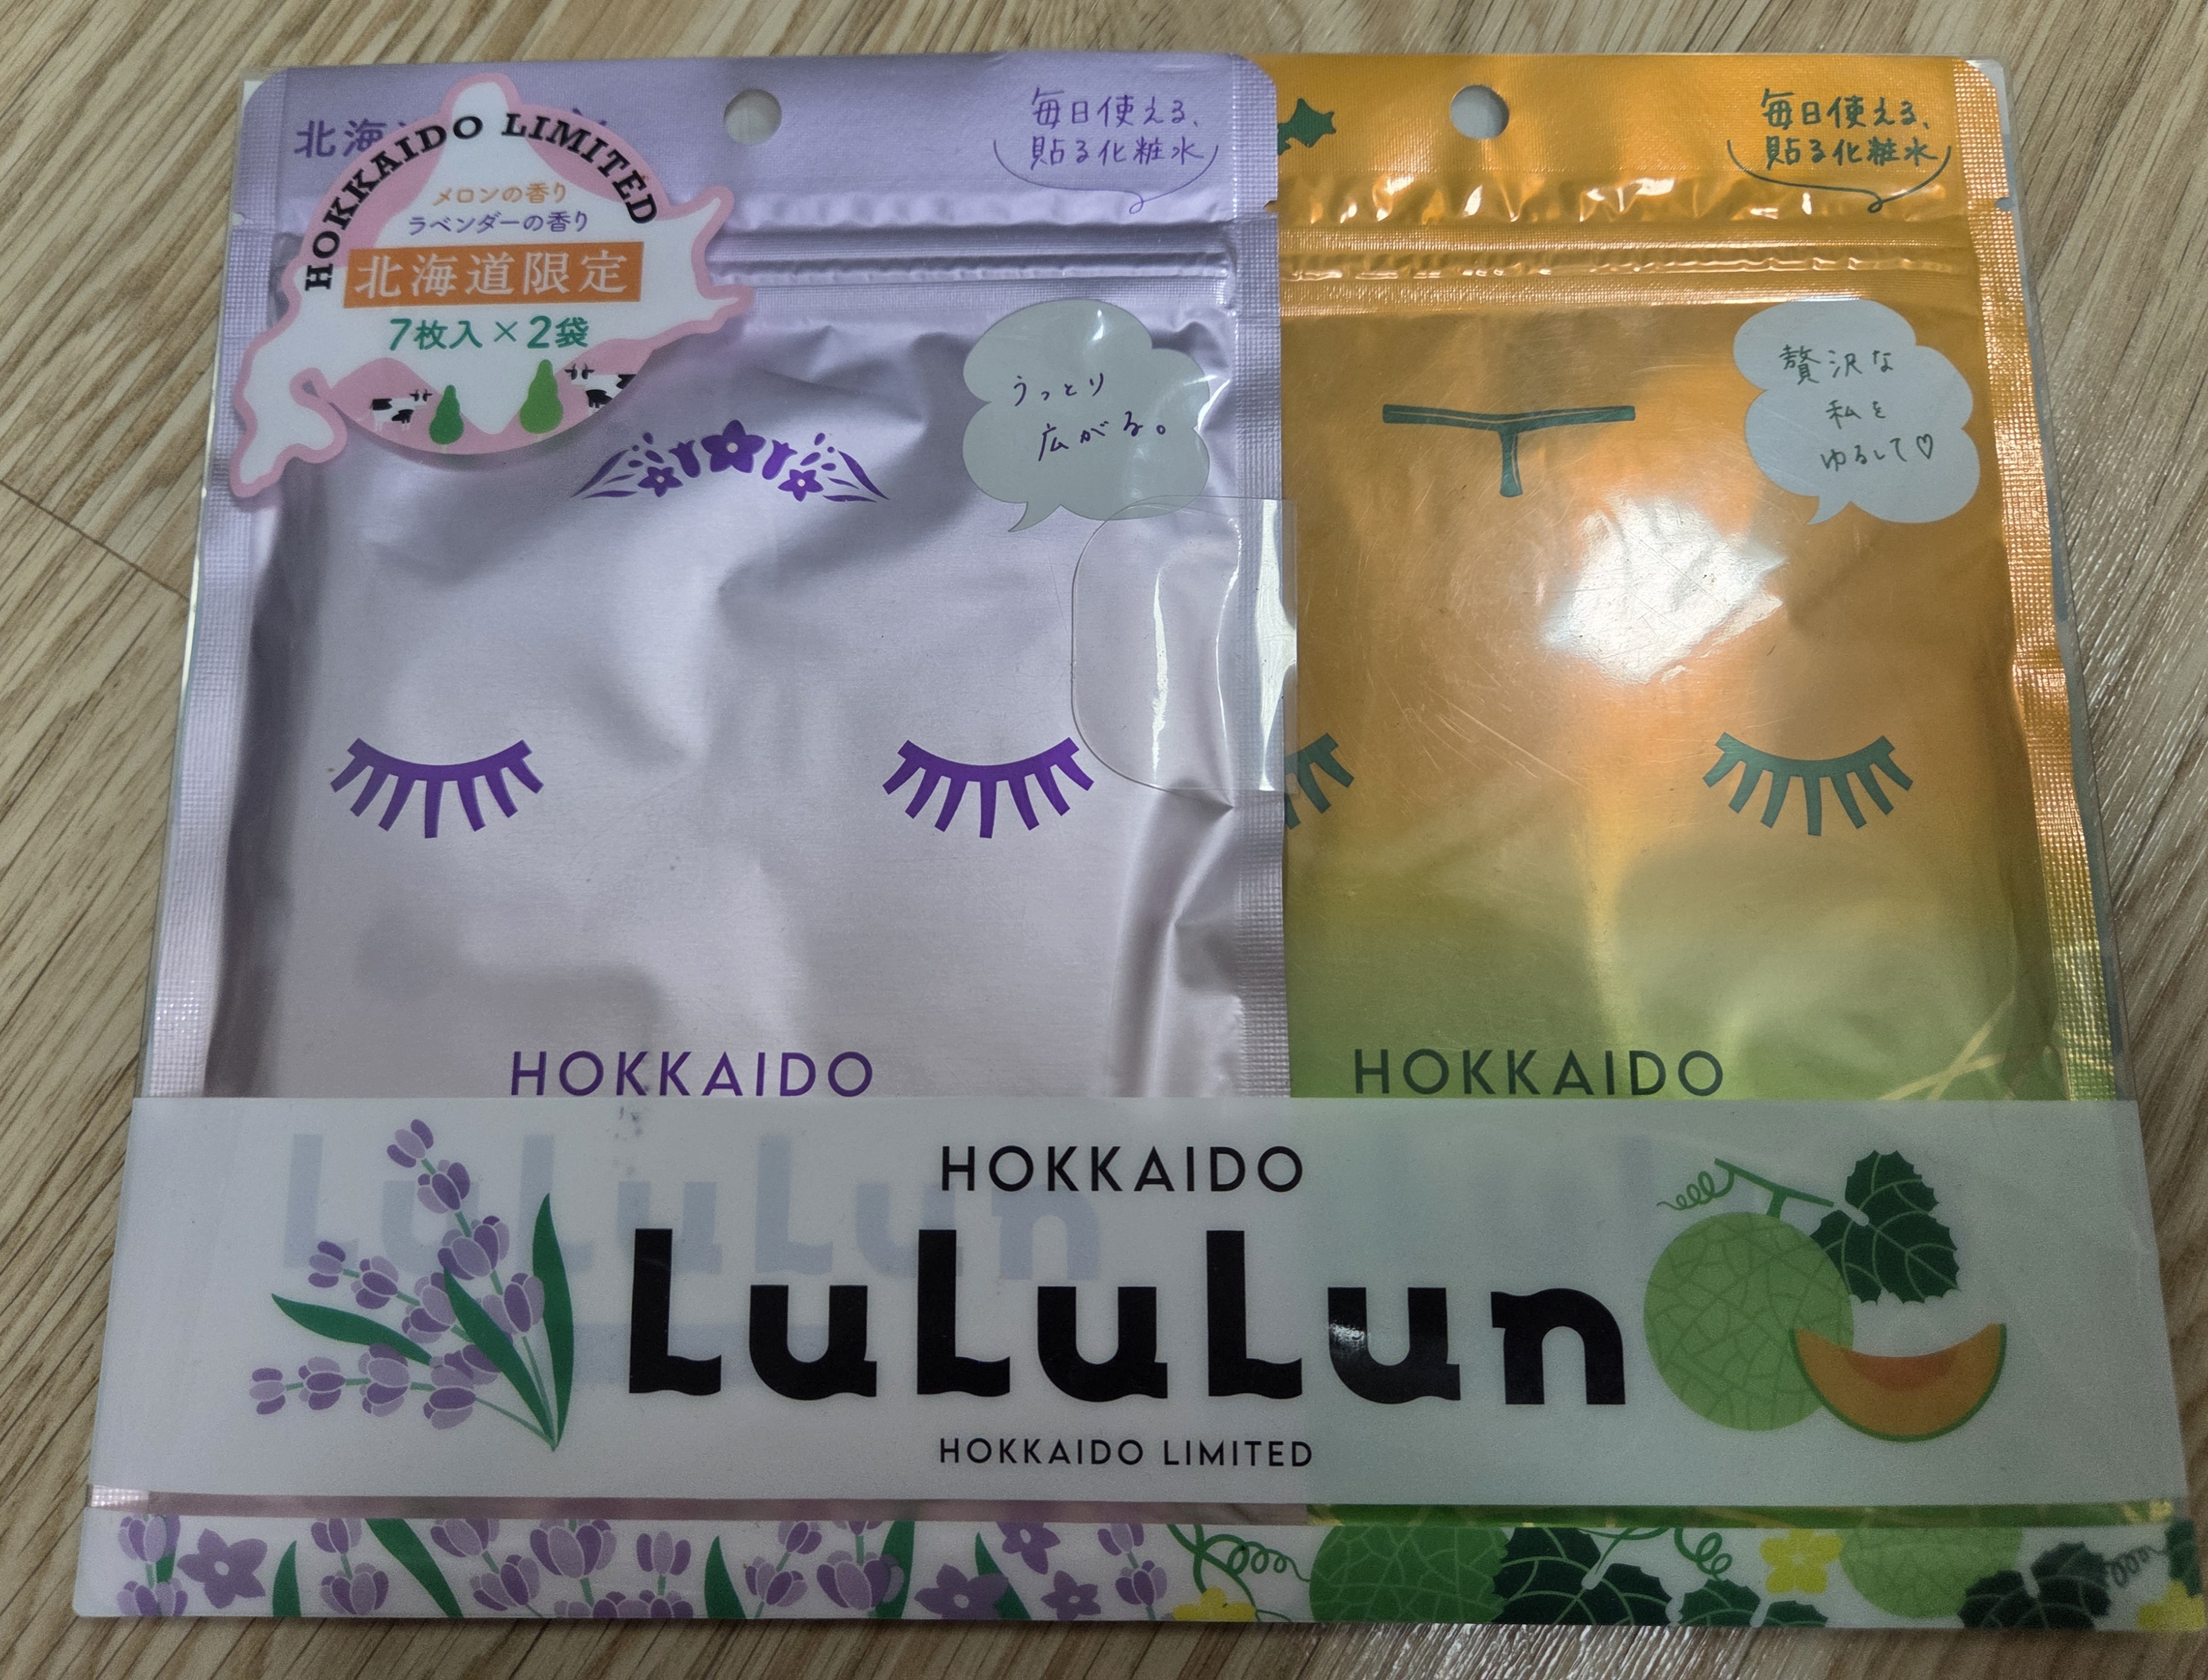 北海
HOKKAIDO LIMITED
メロンの香り
ラベンダーの香り
北海道限定
7枚入×2袋
毎日使える、
貼る化粧水
うっとり
広がる。
HOKKAIDO
毎日使える、
貼る化粧水
贅沢な
私を
ゆるして♡
HOKKAIDO
LuLuLun
HOKKAIDO
LuLuLun
HOKKAIDO LIMITED